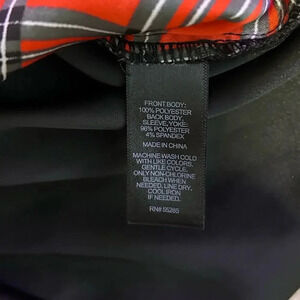 FRONT BODY:
100% POLYESTER
BACK BODY,
SLEEVE, YOKE:
96% POLYESTER
4% SPANDEX
MADE IN CHINA
MACHINE WASH COLD
WITH LIKE COLORS,
GENTLE CYCLE,
ONLY NON-CHLORINE
BLEACH WHEN
NEEDED, LINE DRY,
COOL IRON
IF NEEDED.
RN# 55285